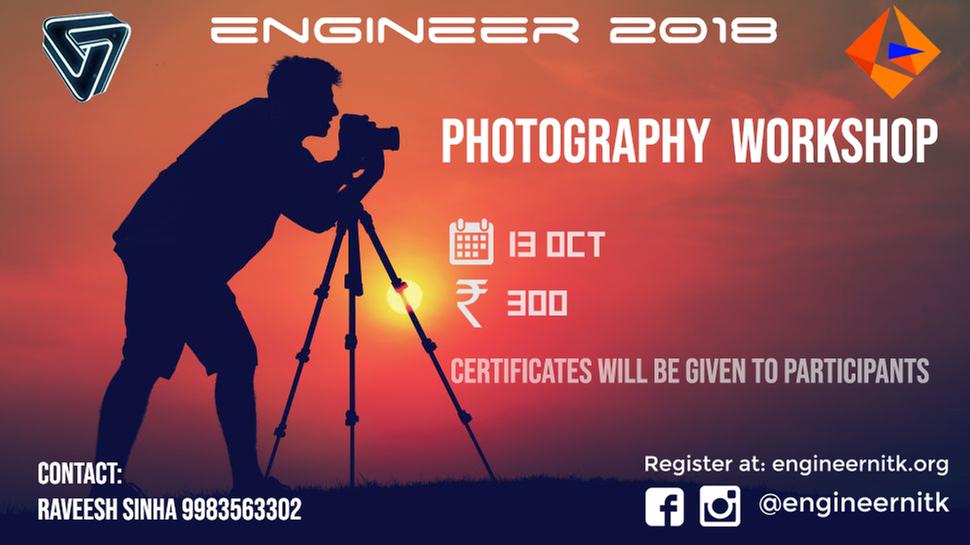 ENGINEER 2018
PHOTOGRAPHY WORKSHOP
13 OCT
₹ 300
CERTIFICATES WILL BE GIVEN TO PARTICIPANTS
CONTACT:
RAVEESH SINHA 9983563302
Register at: engineernitk.org
@engineernitk